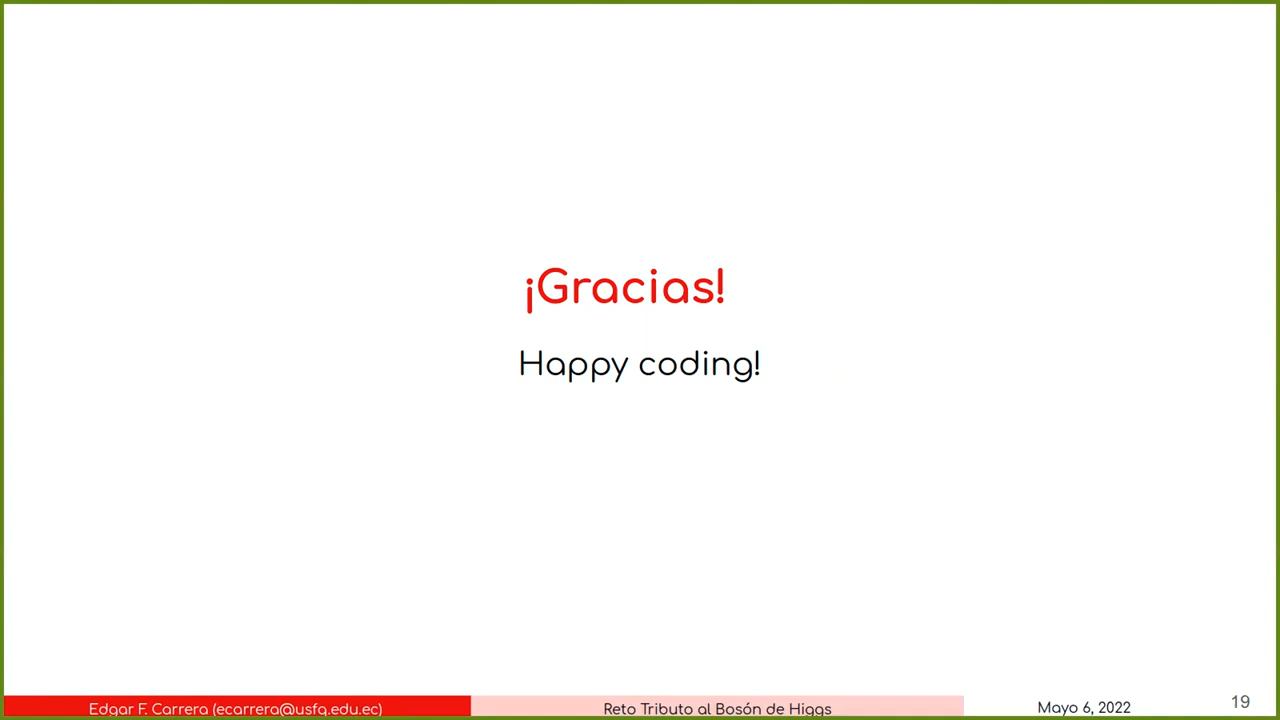 ¡Gracias!
Happy coding!
Edgar F. Carrera (ecarrera@usfq.edu.ec)
Reto Tributo al Bosón de Higgs
Mayo 6, 2022
19